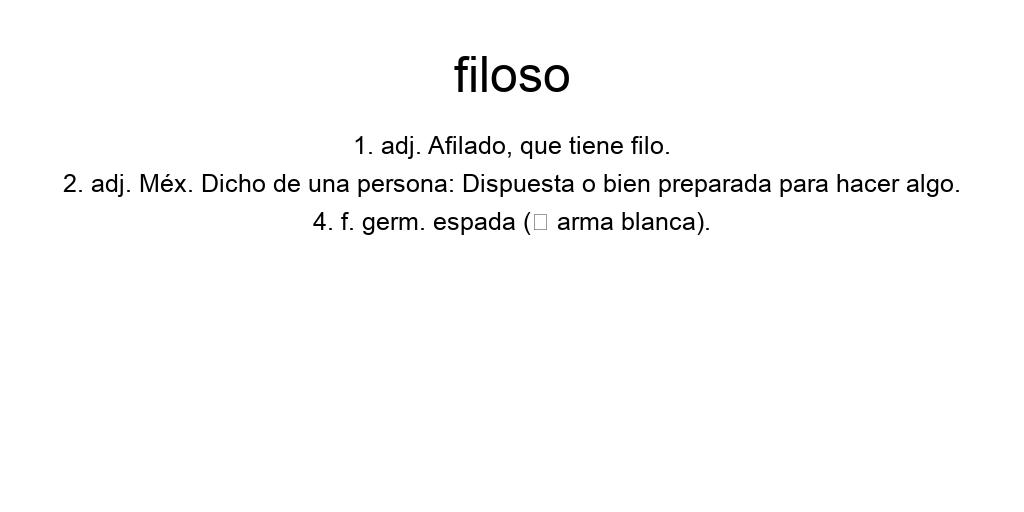 filoso
1. adj. Afilado, que tiene filo.
2. adj. Méx. Dicho de una persona: Dispuesta o bien preparada para hacer algo.
4. f. germ. espada (▯ arma blanca).